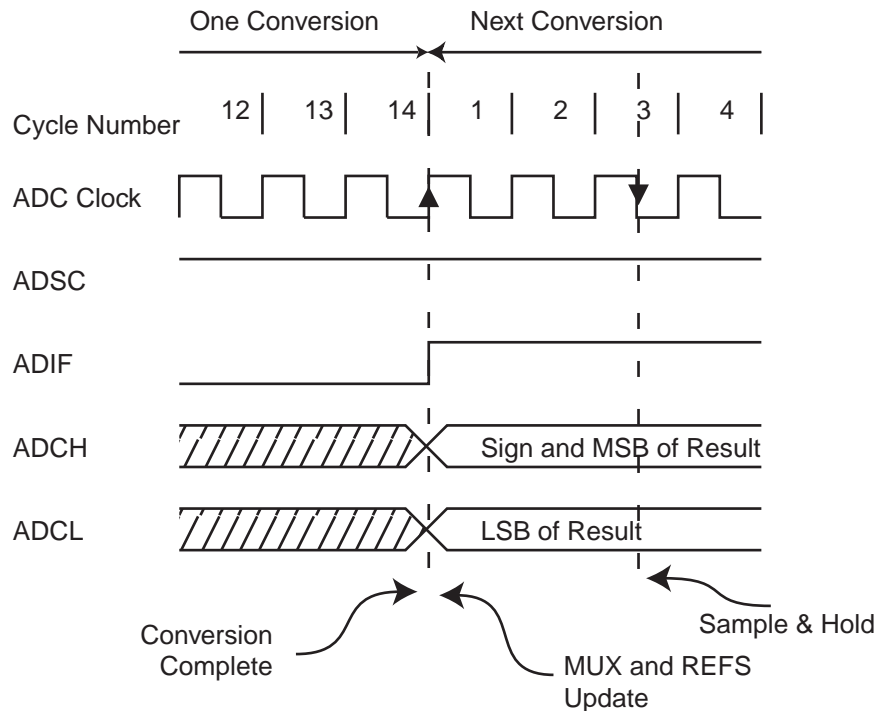 One Conversion Next Conversion
Cycle Number 12 13 14 1 2 3 4
ADC Clock
ADSC
ADIF
ADCH Sign and MSB of Result
ADCL LSB of Result
Conversion
Complete
MUX and REFS
Update
Sample & Hold